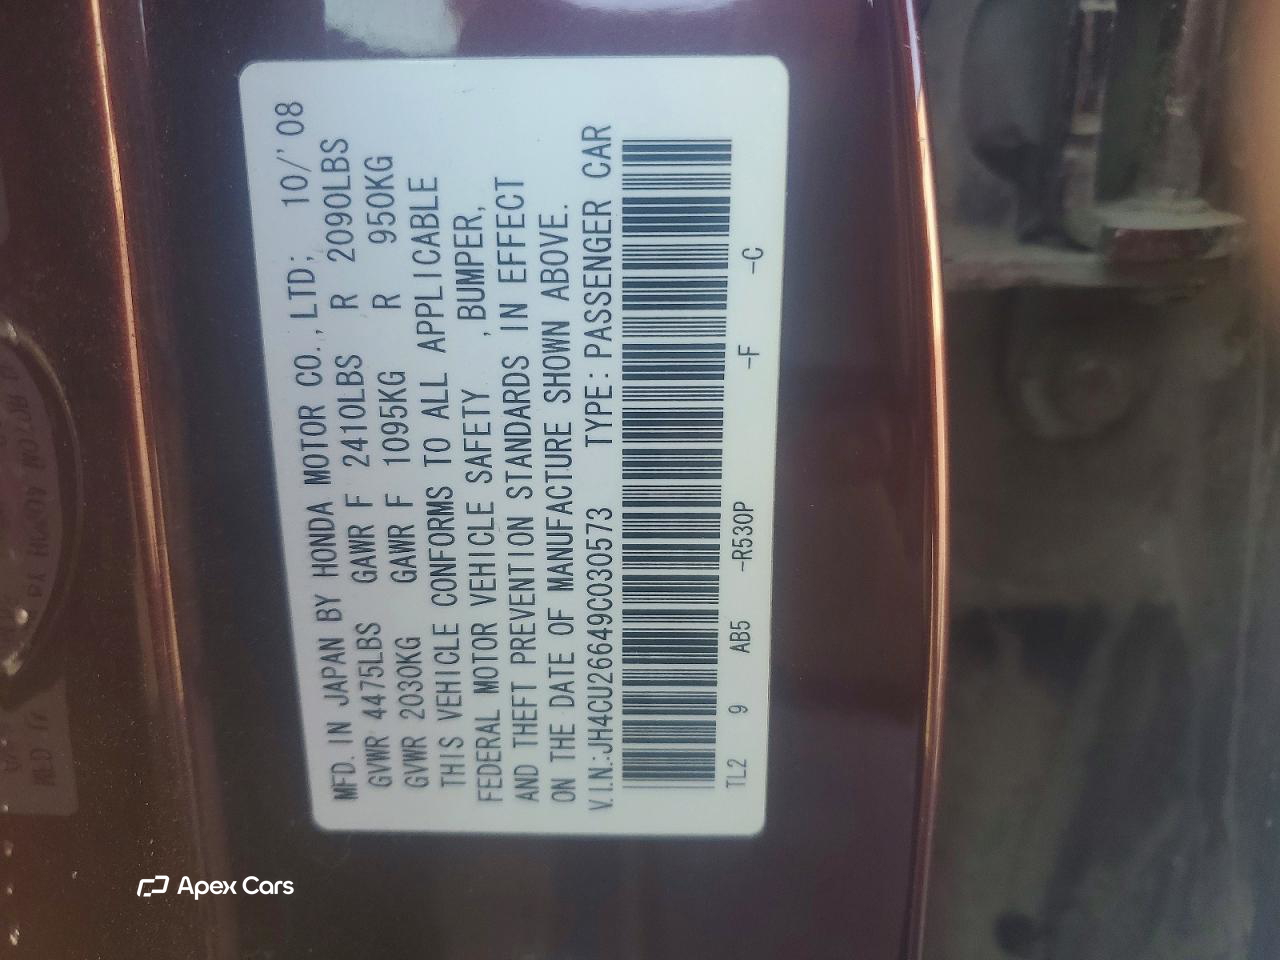 MFD. IN JAPAN BY HONDA MOTOR CO., LTD; 10/'08
GVWR 4475LBS GAWR F 2410LBS R 2090LBS
GVWR 2030KG GAWR F 1095KG R 950KG
THIS VEHICLE CONFORMS TO ALL APPLICABLE
FEDERAL MOTOR VEHICLE SAFETY ,BUMPER,
AND THEFT PREVENTION STANDARDS IN EFFECT
ON THE DATE OF MANUFACTURE SHOWN ABOVE.
V.I.N.:JH4CU26649C030573 TYPE:PASSENGER CAR
TL2 9 AB5 -R530P -F -C
Apex Cars